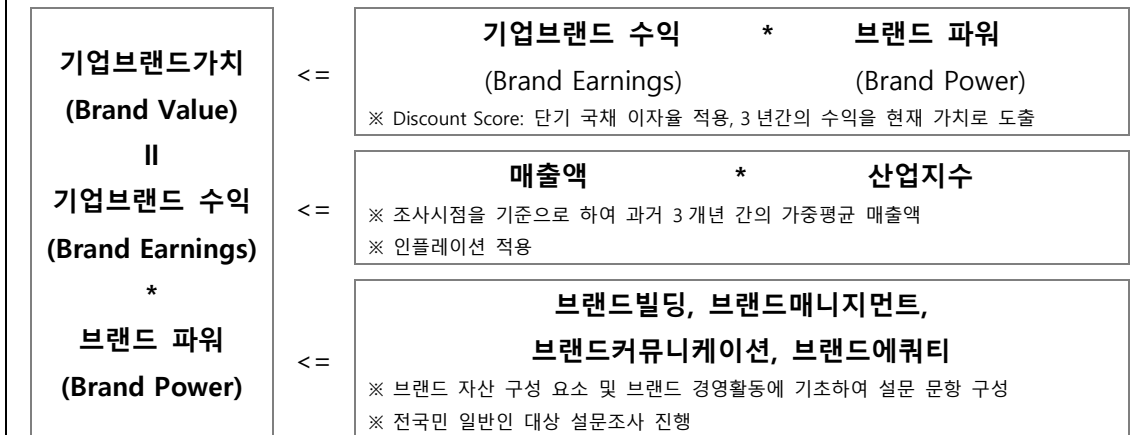 기업브랜드가치
(Brand Value)
II
기업브랜드 수익
(Brand Earnings)
*
브랜드 파워
(Brand Power)
<=
기업브랜드 수익 * 브랜드 파워
(Brand Earnings) (Brand Power)
※ Discount Score: 단기 국채 이자율 적용, 3년간의 수익을 현재 가치로 도출
<=
매출액 * 산업지수
※ 조사시점을 기준으로 하여 과거 3개년 간의 가중평균 매출액
※ 인플레이션 적용
<=
브랜드빌딩, 브랜드매니지먼트,
브랜드커뮤니케이션, 브랜드에쿼티
※ 브랜드 자산 구성 요소 및 브랜드 경영활동에 기초하여 설문 문항 구성
※ 전국민 일반인 대상 설문조사 진행